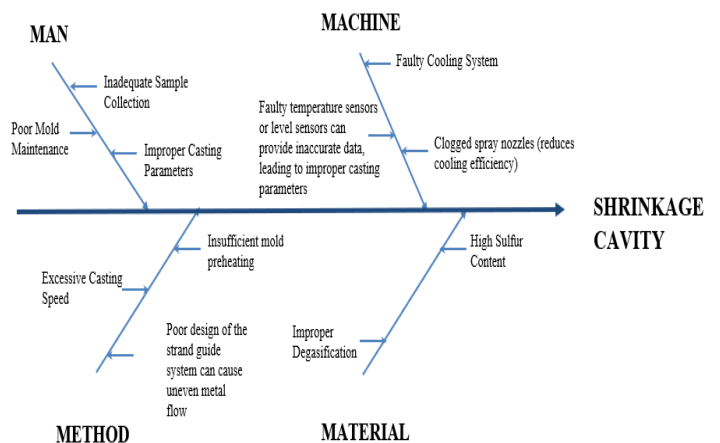 MAN
MACHINE
Inadequate Sample
Collection
Poor Mold
Maintenance
Improper Casting
Parameters
Faulty Cooling System
Faulty temperature sensors
or level sensors can
provide inaccurate data,
leading to improper casting
parameters
Clogged spray nozzles (reduces
cooling efficiency)
SHRINKAGE
CAVITY
Insufficient mold
preheating
Excessive Casting
Speed
Poor design of the
strand guide
system can cause
uneven metal
flow
High Sulfur
Content
Improper
Degasification
METHOD
MATERIAL